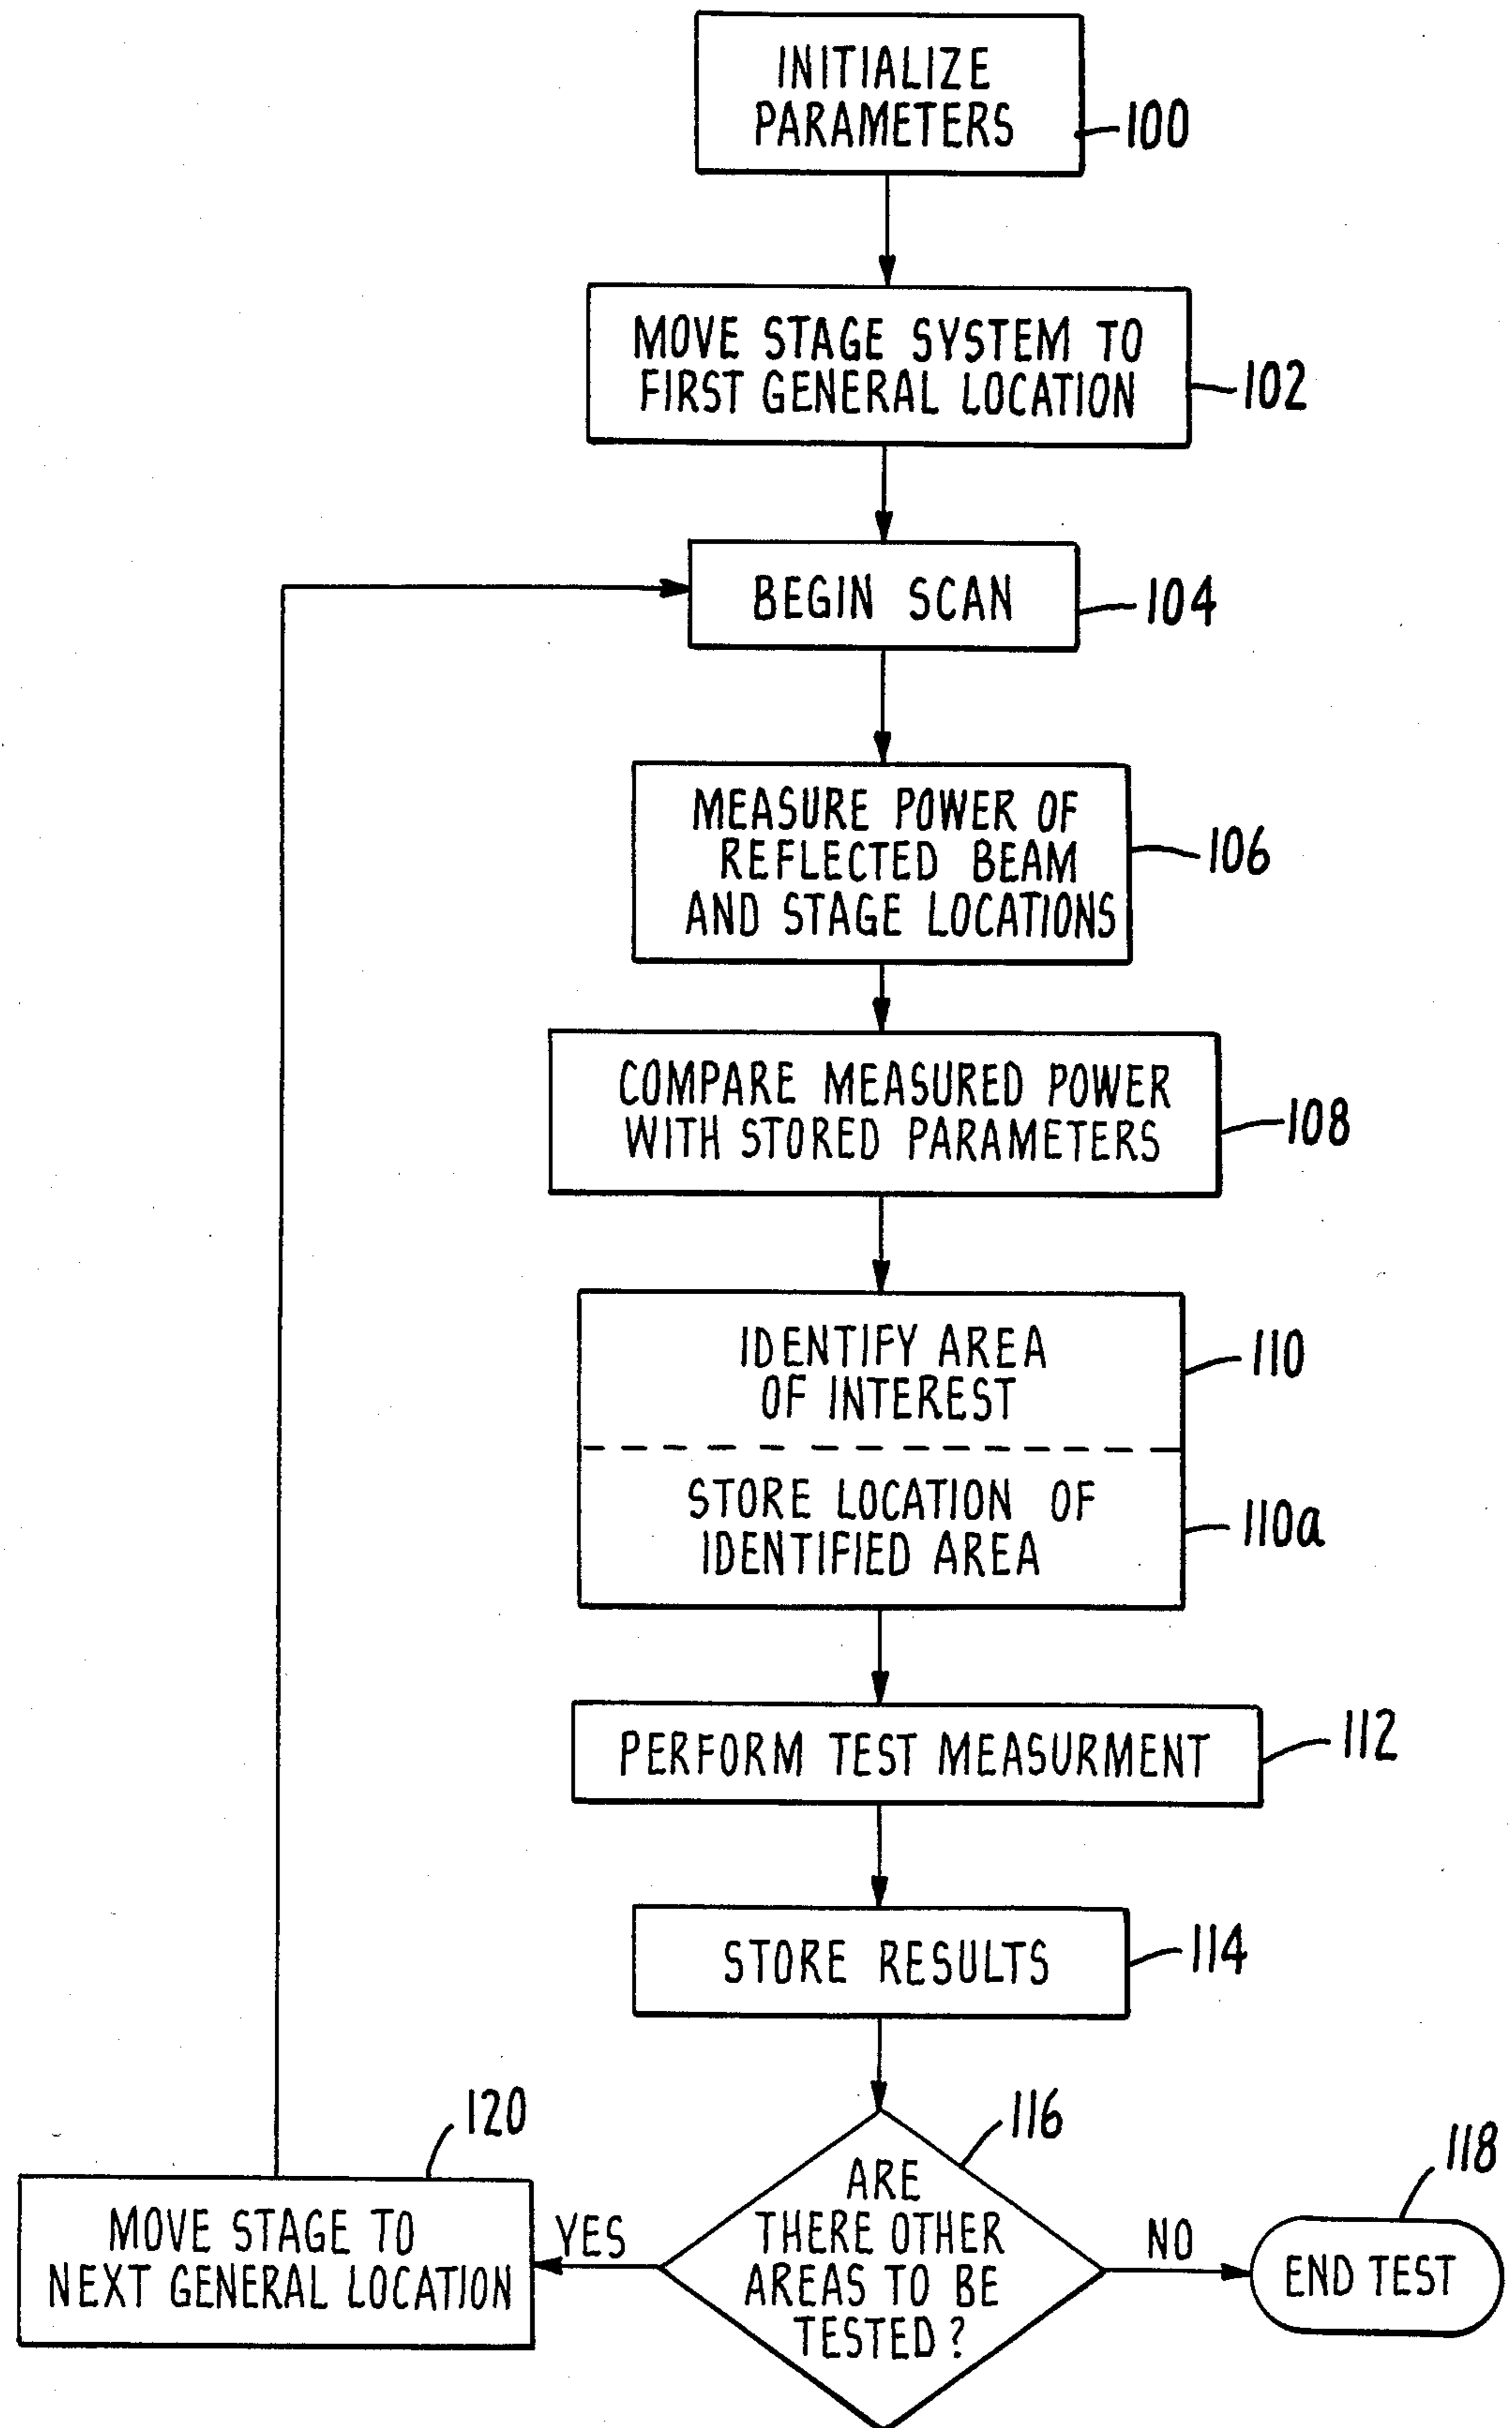 INITIALIZE
PARAMETERS
100
MOVE STAGE SYSTEM TO
FIRST GENERAL LOCATION
102
BEGIN SCAN
104
MEASURE POWER OF
REFLECTED BEAM
AND STAGE LOCATIONS
106
COMPARE MEASURED POWER
WITH STORED PARAMETERS
108
IDENTIFY AREA
OF INTEREST
110
STORE LOCATION OF
IDENTIFIED AREA
110a
PERFORM TEST MEASURMENT
112
STORE RESULTS
114
116
ARE
THERE OTHER
AREAS TO BE
TESTED?
YES
120
MOVE STAGE TO
NEXT GENERAL LOCATION
NO
118
END TEST